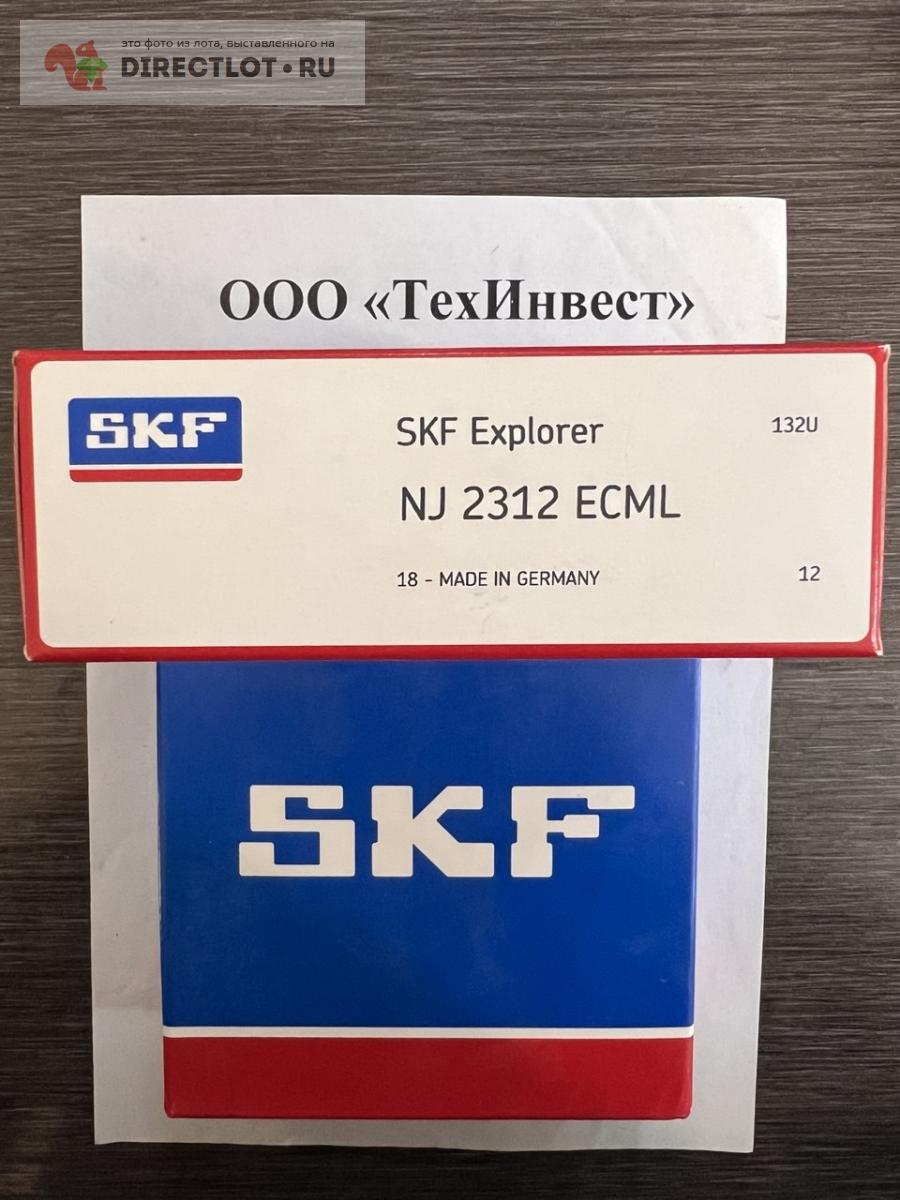 это фото из лота, выставленного на
DIRECTLOT•RU
ООО «ТехИнвест»
SKF
SKF Explorer
132U
NJ 2312 ECML
18 - MADE IN GERMANY
12
SKF